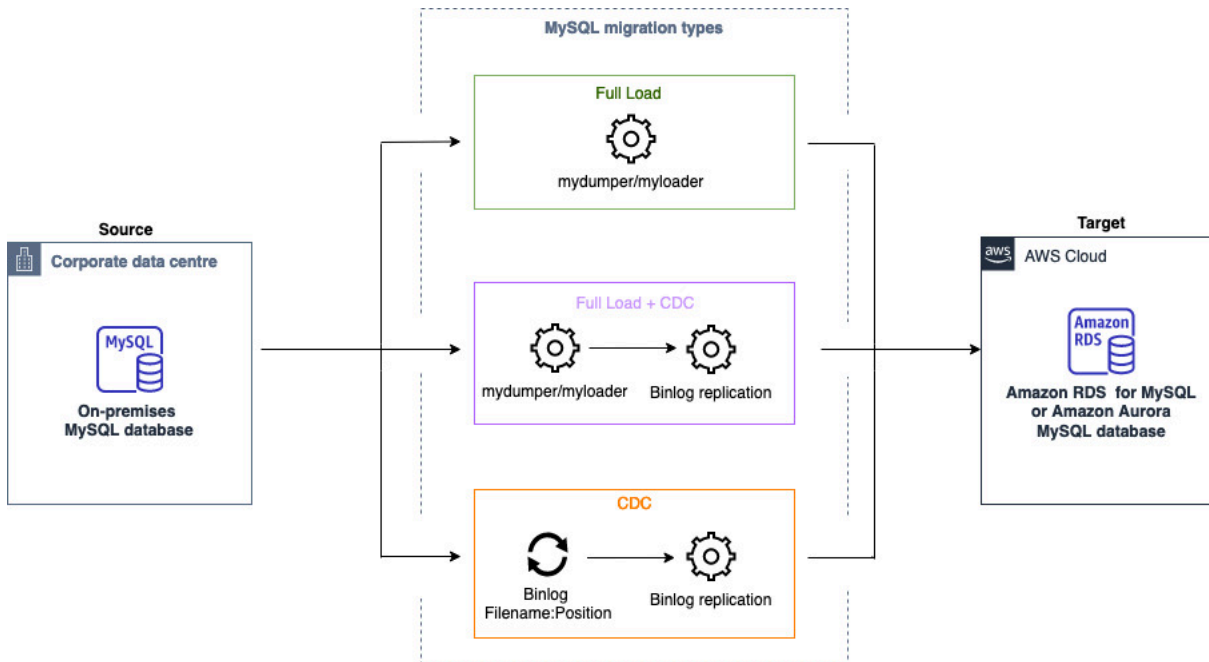 MySQL migration types
Full Load
mydumper/myloader
Source
Corporate data centre
MySQL
On-premises
MySQL database
Full Load + CDC
mydumper/myloader
Binlog replication
CDC
Binlog
Filename:Position
Binlog replication
Target
aws
AWS Cloud
Amazon
RDS
Amazon RDS for MySQL
or Amazon Aurora
MySQL database